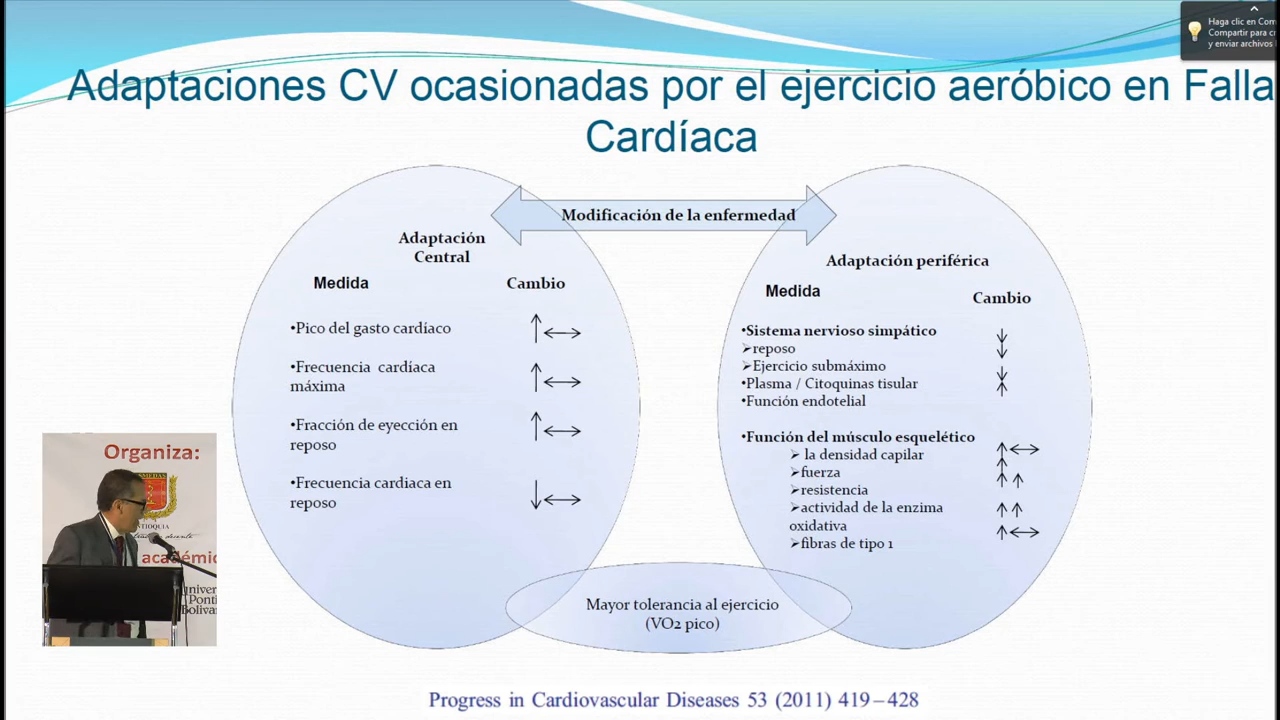 Haga clic en Com
Compartir para c
y enviar archivos
Adaptaciones CV ocasionadas por el ejercicio aeróbico en Falla
Cardíaca
Modificación de la enfermedad
Adaptación
Central
Medida
Cambio
•Pico del gasto cardíaco
•Frecuencia cardíaca
máxima
•Fracción de eyección en
reposo
•Frecuencia cardiaca en
reposo
Adaptación periférica
Medida
Cambio
•Sistema nervioso simpático
➢reposo
➢Ejercicio submáximo
•Plasma / Citoquinas tisular
•Función endotelial
•Función del músculo esquelético
➢ la densidad capilar
➢fuerza
➢resistencia
➢actividad de la enzima
oxidativa
➢fibras de tipo 1
Mayor tolerancia al ejercicio
(VO2 pico)
Organiza:
académic
Univer
Ponti
Boliva
Progress in Cardiovascular Diseases 53 (2011) 419–428